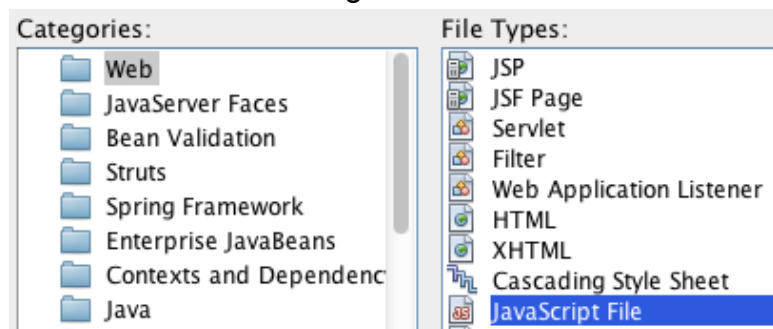 Categories:
Web
JavaServer Faces
Bean Validation
Struts
Spring Framework
Enterprise JavaBeans
Contexts and Dependenc
Java
File Types:
JSP
JSF Page
Servlet
Filter
Web Application Listener
HTML
XHTML
Cascading Style Sheet
JavaScript File